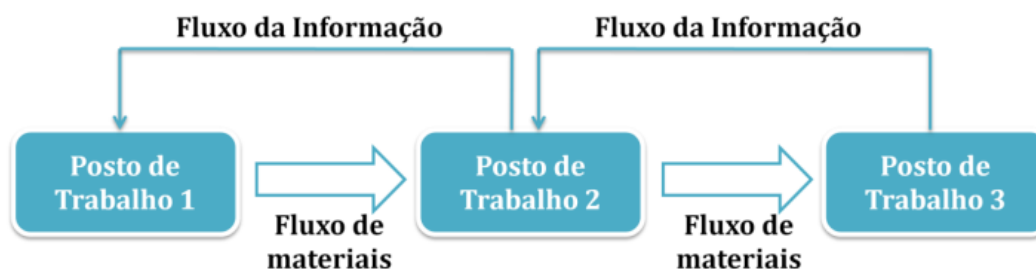 Fluxo da Informação
Fluxo da Informação
Posto de
Trabalho 1
Posto de
Trabalho 2
Posto de
Trabalho 3
Fluxo de
materiais
Fluxo de
materiais